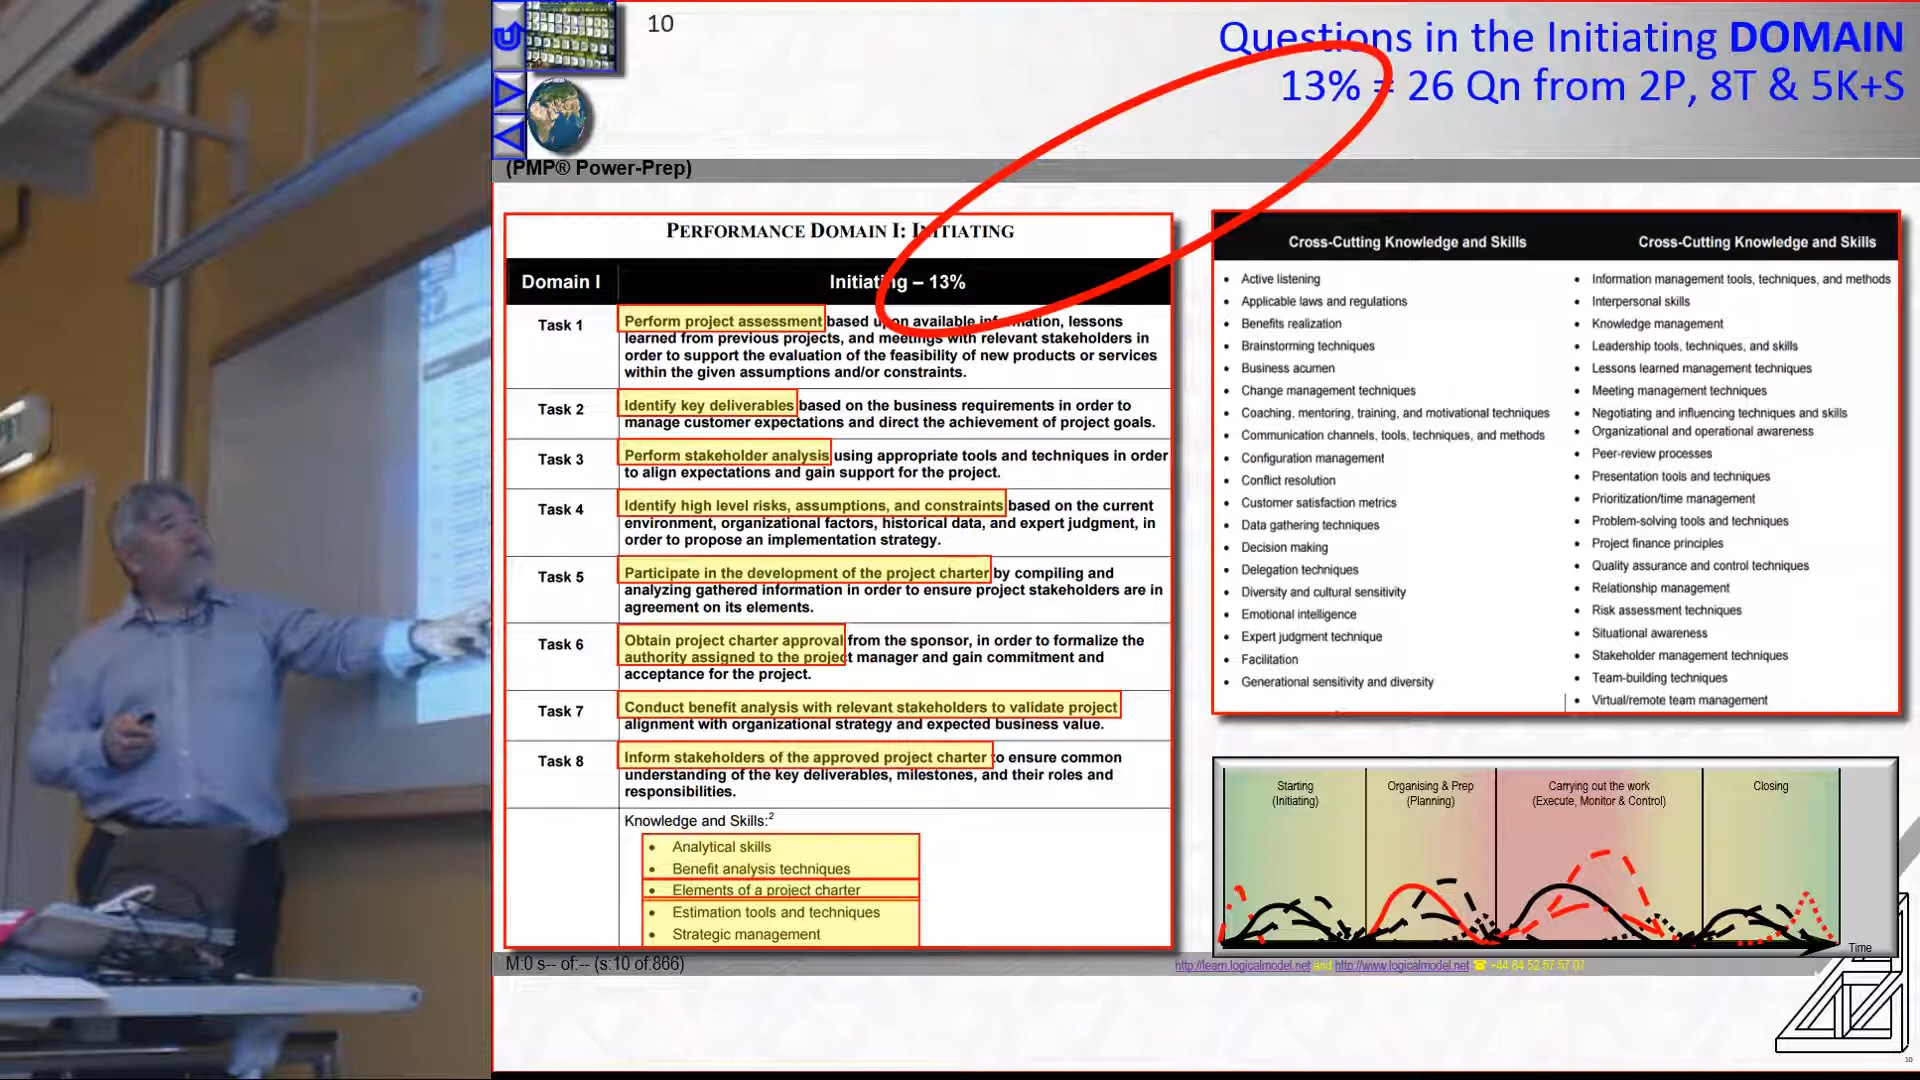 10
Questions in the Initiating DOMAIN
13% = 26 Qn from 2P, 8T & 5K+S
(PMP® Power-Prep)
PERFORMANCE DOMAIN I: INITIATING
Domain I
Initiating – 13%
Task 1
Perform project assessment based upon available information, lessons
learned from previous projects, and meetings with relevant stakeholders in
order to support the evaluation of the feasibility of new products or services
within the given assumptions and/or constraints.
Task 2
Identify key deliverables based on the business requirements in order to
manage customer expectations and direct the achievement of project goals.
Task 3
Perform stakeholder analysis using appropriate tools and techniques in order
to align expectations and gain support for the project.
Task 4
Identify high level risks, assumptions, and constraints based on the current
environment, organizational factors, historical data, and expert judgment, in
order to propose an implementation strategy.
Task 5
Participate in the development of the project charter by compiling and
analyzing gathered information in order to ensure project stakeholders are in
agreement on its elements.
Task 6
Obtain project charter approval from the sponsor, in order to formalize the
authority assigned to the project manager and gain commitment and
acceptance for the project.
Task 7
Conduct benefit analysis with relevant stakeholders to validate project
alignment with organizational strategy and expected business value.
Task 8
Inform stakeholders of the approved project charter to ensure common
understanding of the key deliverables, milestones, and their roles and
responsibilities.
Knowledge and Skills:2
• Analytical skills
• Benefit analysis techniques
• Elements of a project charter
• Estimation tools and techniques
• Strategic management
Cross-Cutting Knowledge and Skills
• Active listening
• Applicable laws and regulations
• Benefits realization
• Brainstorming techniques
• Business acumen
• Change management techniques
• Coaching, mentoring, training, and motivational techniques
• Communication channels, tools, techniques, and methods
• Configuration management
• Conflict resolution
• Customer satisfaction metrics
• Data gathering techniques
• Decision making
• Delegation techniques
• Diversity and cultural sensitivity
• Emotional intelligence
• Expert judgment technique
• Facilitation
• Generational sensitivity and diversity
Cross-Cutting Knowledge and Skills
• Information management tools, techniques, and methods
• Interpersonal skills
• Knowledge management
• Leadership tools, techniques, and skills
• Lessons learned management techniques
• Meeting management techniques
• Negotiating and influencing techniques and skills
• Organizational and operational awareness
• Peer-review processes
• Presentation tools and techniques
• Prioritization/time management
• Problem-solving tools and techniques
• Project finance principles
• Quality assurance and control techniques
• Relationship management
• Risk assessment techniques
• Situational awareness
• Stakeholder management techniques
• Team-building techniques
• Virtual/remote team management
Starting
(Initiating)
Organising & Prep
(Planning)
Carrying out the work
(Execute, Monitor & Control)
Closing
Time
M:0 s-- of:-- (s:10 of:866)
http://learn.logicalmodel.net and http://www.logicalmodel.net ☎ +44 84 52 57 57 07
10